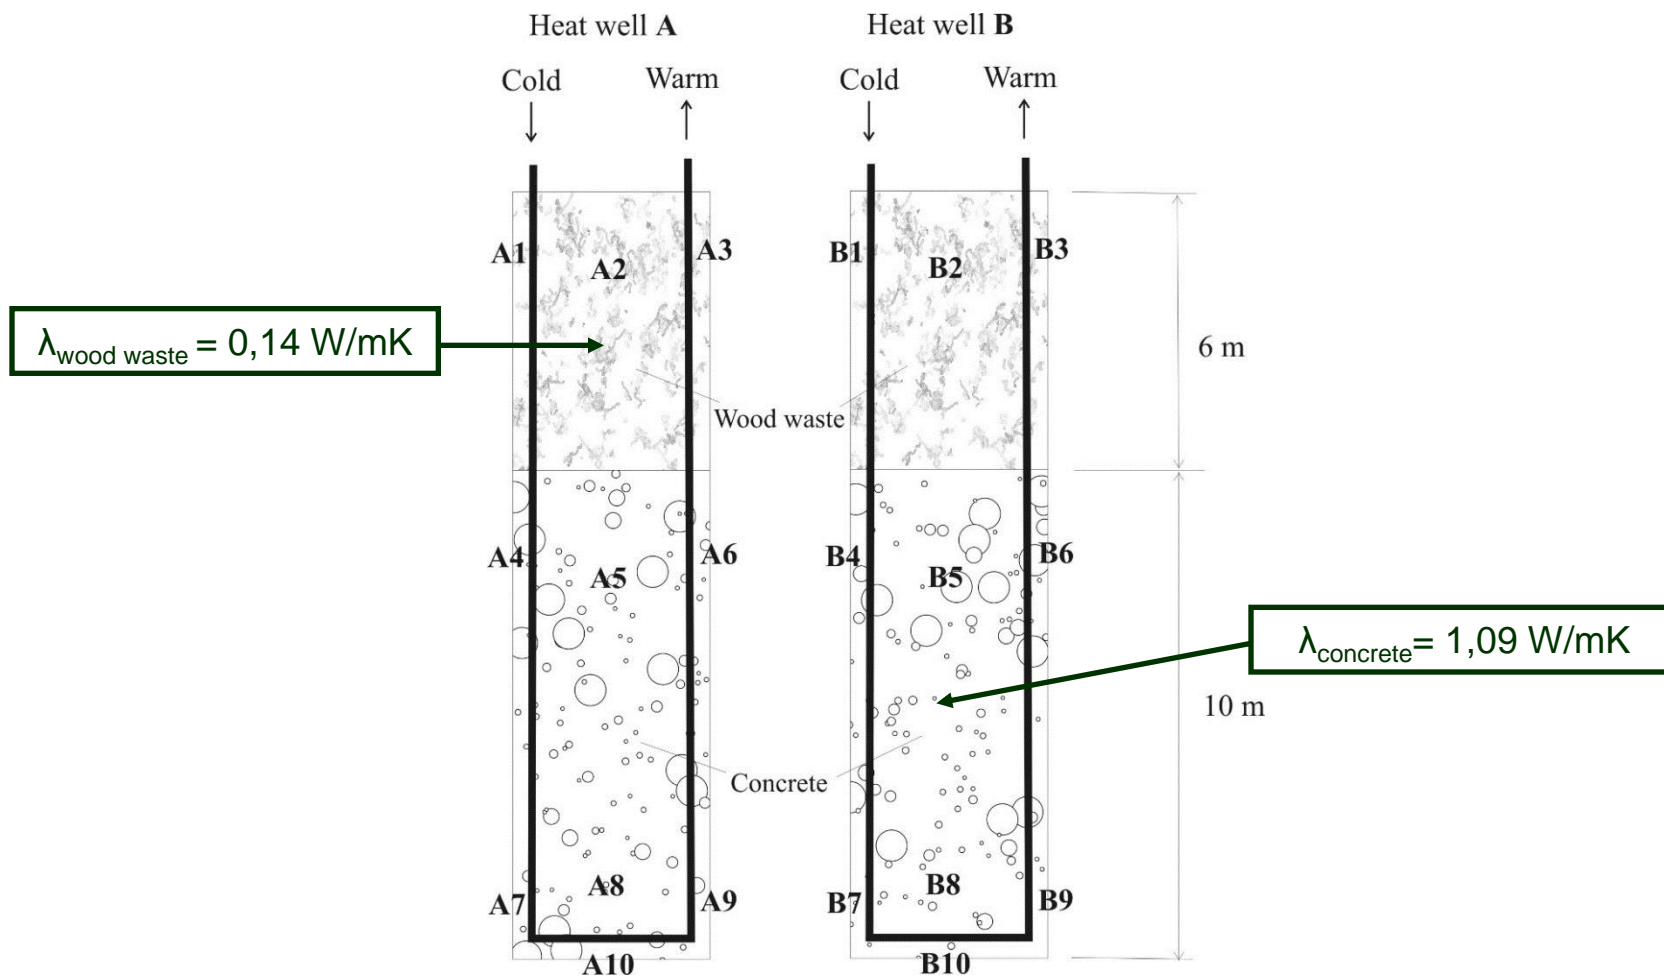 Heat well A
Heat well B
Cold
Warm
Cold
Warm
A1
A2
A3
B1
B2
B3
λwood waste = 0,14 W/mK
6 m
Wood waste
A4
A5
A6
B4
B5
B6
λconcrete= 1,09 W/mK
10 m
Concrete
A7
A8
A9
B7
B8
B9
A10
B10